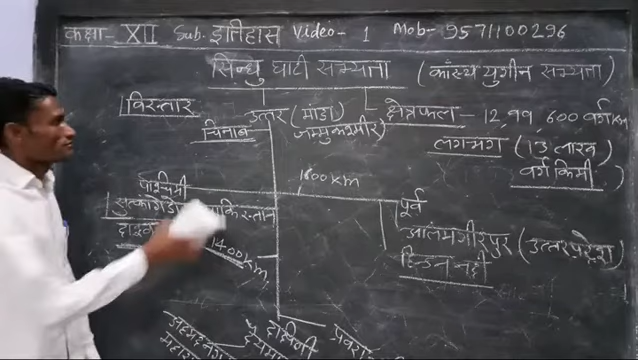 कक्षा- XII Sub. इतिहास Video- 1 Mob- 9571100296
सिन्धु घाटी सभ्यता (कांस्य युगीन सभ्यता)
विस्तार
उत्तर (मांडा)
जम्मु कश्मीर)
चिनाब
क्षेत्रफल - 12,99,600 वर्ग Km
लगभग (13 लाख)
वर्ग किमी
1600 Km
पश्चिमी
पूर्व
आलमगीरपुर (उत्तरप्रदेश)
हिन्डन नदी
1400 Km